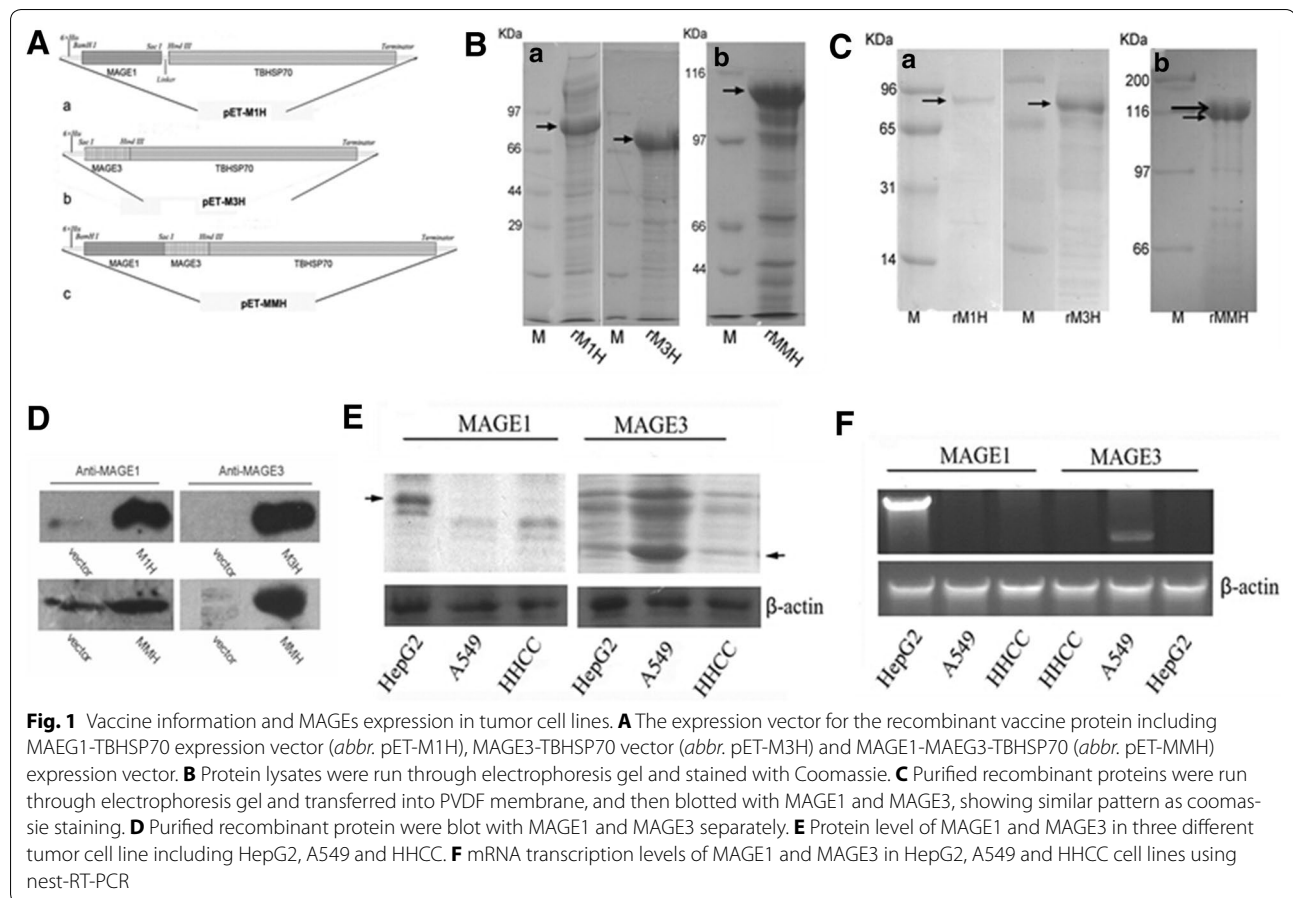 A
6×His
BamH I
Sac I
Hind III
Terminator
MAGE1
Linker
TBHSP70
a
pET-M1H
6×His
Sac I
Hind III
Terminator
MAGE3
TBHSP70
b
pET-M3H
6×His
BamH I
Sac I
Hind III
Terminator
MAGE1
MAGE3
TBHSP70
c
pET-MMH
B
KDa
a
97
66
44
29
M
rM1H
M
rM3H
KDa
b
116
97
66
44
M
rMMH
C
KDa
a
96
65
31
14
M
rM1H
M
rM3H
KDa
b
200
116
97
66
M
rMMH
D
Anti-MAGE1
Anti-MAGE3
vector
M1H
vector
M3H
vector
MMH
vector
MMH
E
MAGE1
MAGE3
β-actin
HepG2
A549
HHCC
HepG2
A549
HHCC
F
MAGE1
MAGE3
β-actin
HepG2
A549
HHCC
HHCC
A549
HepG2
Fig. 1 Vaccine information and MAGEs expression in tumor cell lines. A The expression vector for the recombinant vaccine protein including
MAEG1-TBHSP70 expression vector (abbr. pET-M1H), MAGE3-TBHSP70 vector (abbr. pET-M3H) and MAGE1-MAEG3-TBHSP70 (abbr. pET-MMH)
expression vector. B Protein lysates were run through electrophoresis gel and stained with Coomassie. C Purified recombinant proteins were run
through electrophoresis gel and transferred into PVDF membrane, and then blotted with MAGE1 and MAGE3, showing similar pattern as coomas-
sie staining. D Purified recombinant protein were blot with MAGE1 and MAGE3 separately. E Protein level of MAGE1 and MAGE3 in three different
tumor cell line including HepG2, A549 and HHCC. F mRNA transcription levels of MAGE1 and MAGE3 in HepG2, A549 and HHCC cell lines using
nest-RT-PCR